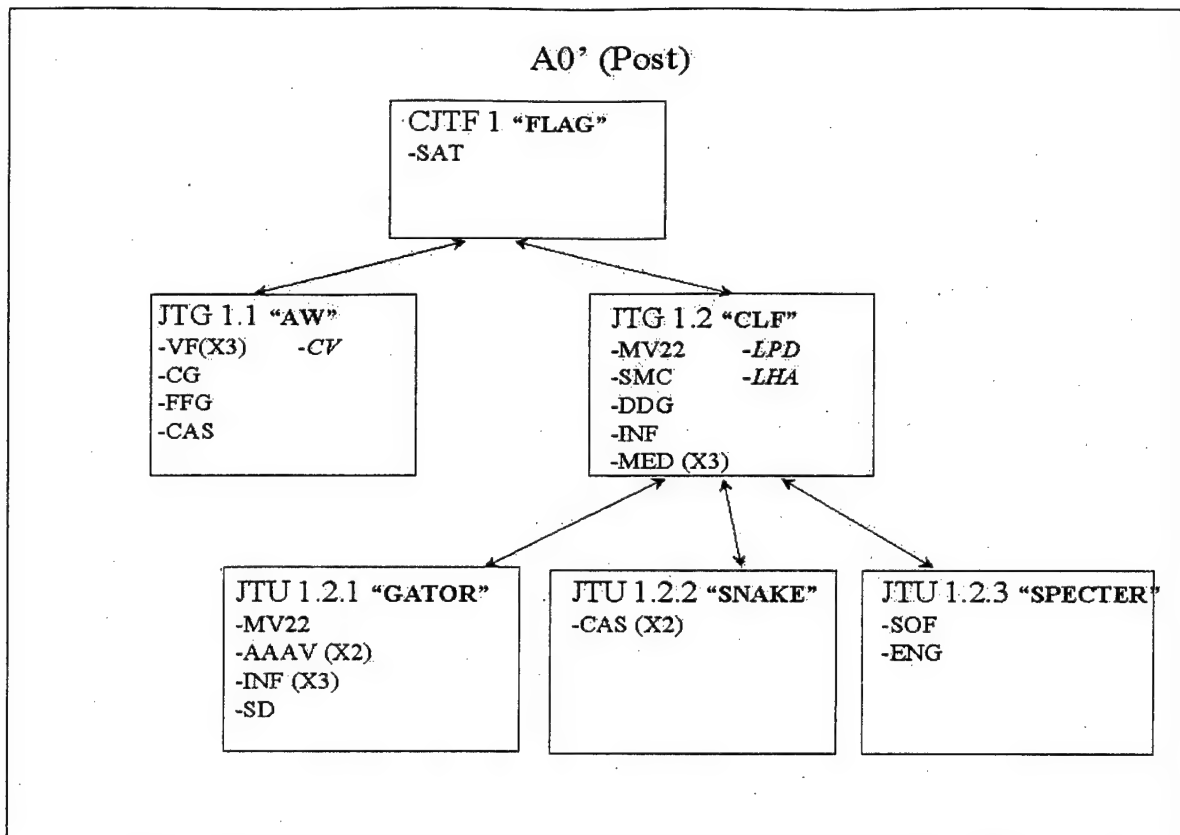 A0’ (Post)
CJTF 1 “FLAG”
-SAT
JTG 1.1 “AW”
-VF(X3) -CV
-CG
-FFG
-CAS
JTG 1.2 “CLF”
-MV22 -LPD
-SMC -LHA
-DDG
-INF
-MED (X3)
JTU 1.2.1 “GATOR”
-MV22
-AAAV (X2)
-INF (X3)
-SD
JTU 1.2.2 “SNAKE”
-CAS (X2)
JTU 1.2.3 “SPECTER”
-SOF
-ENG